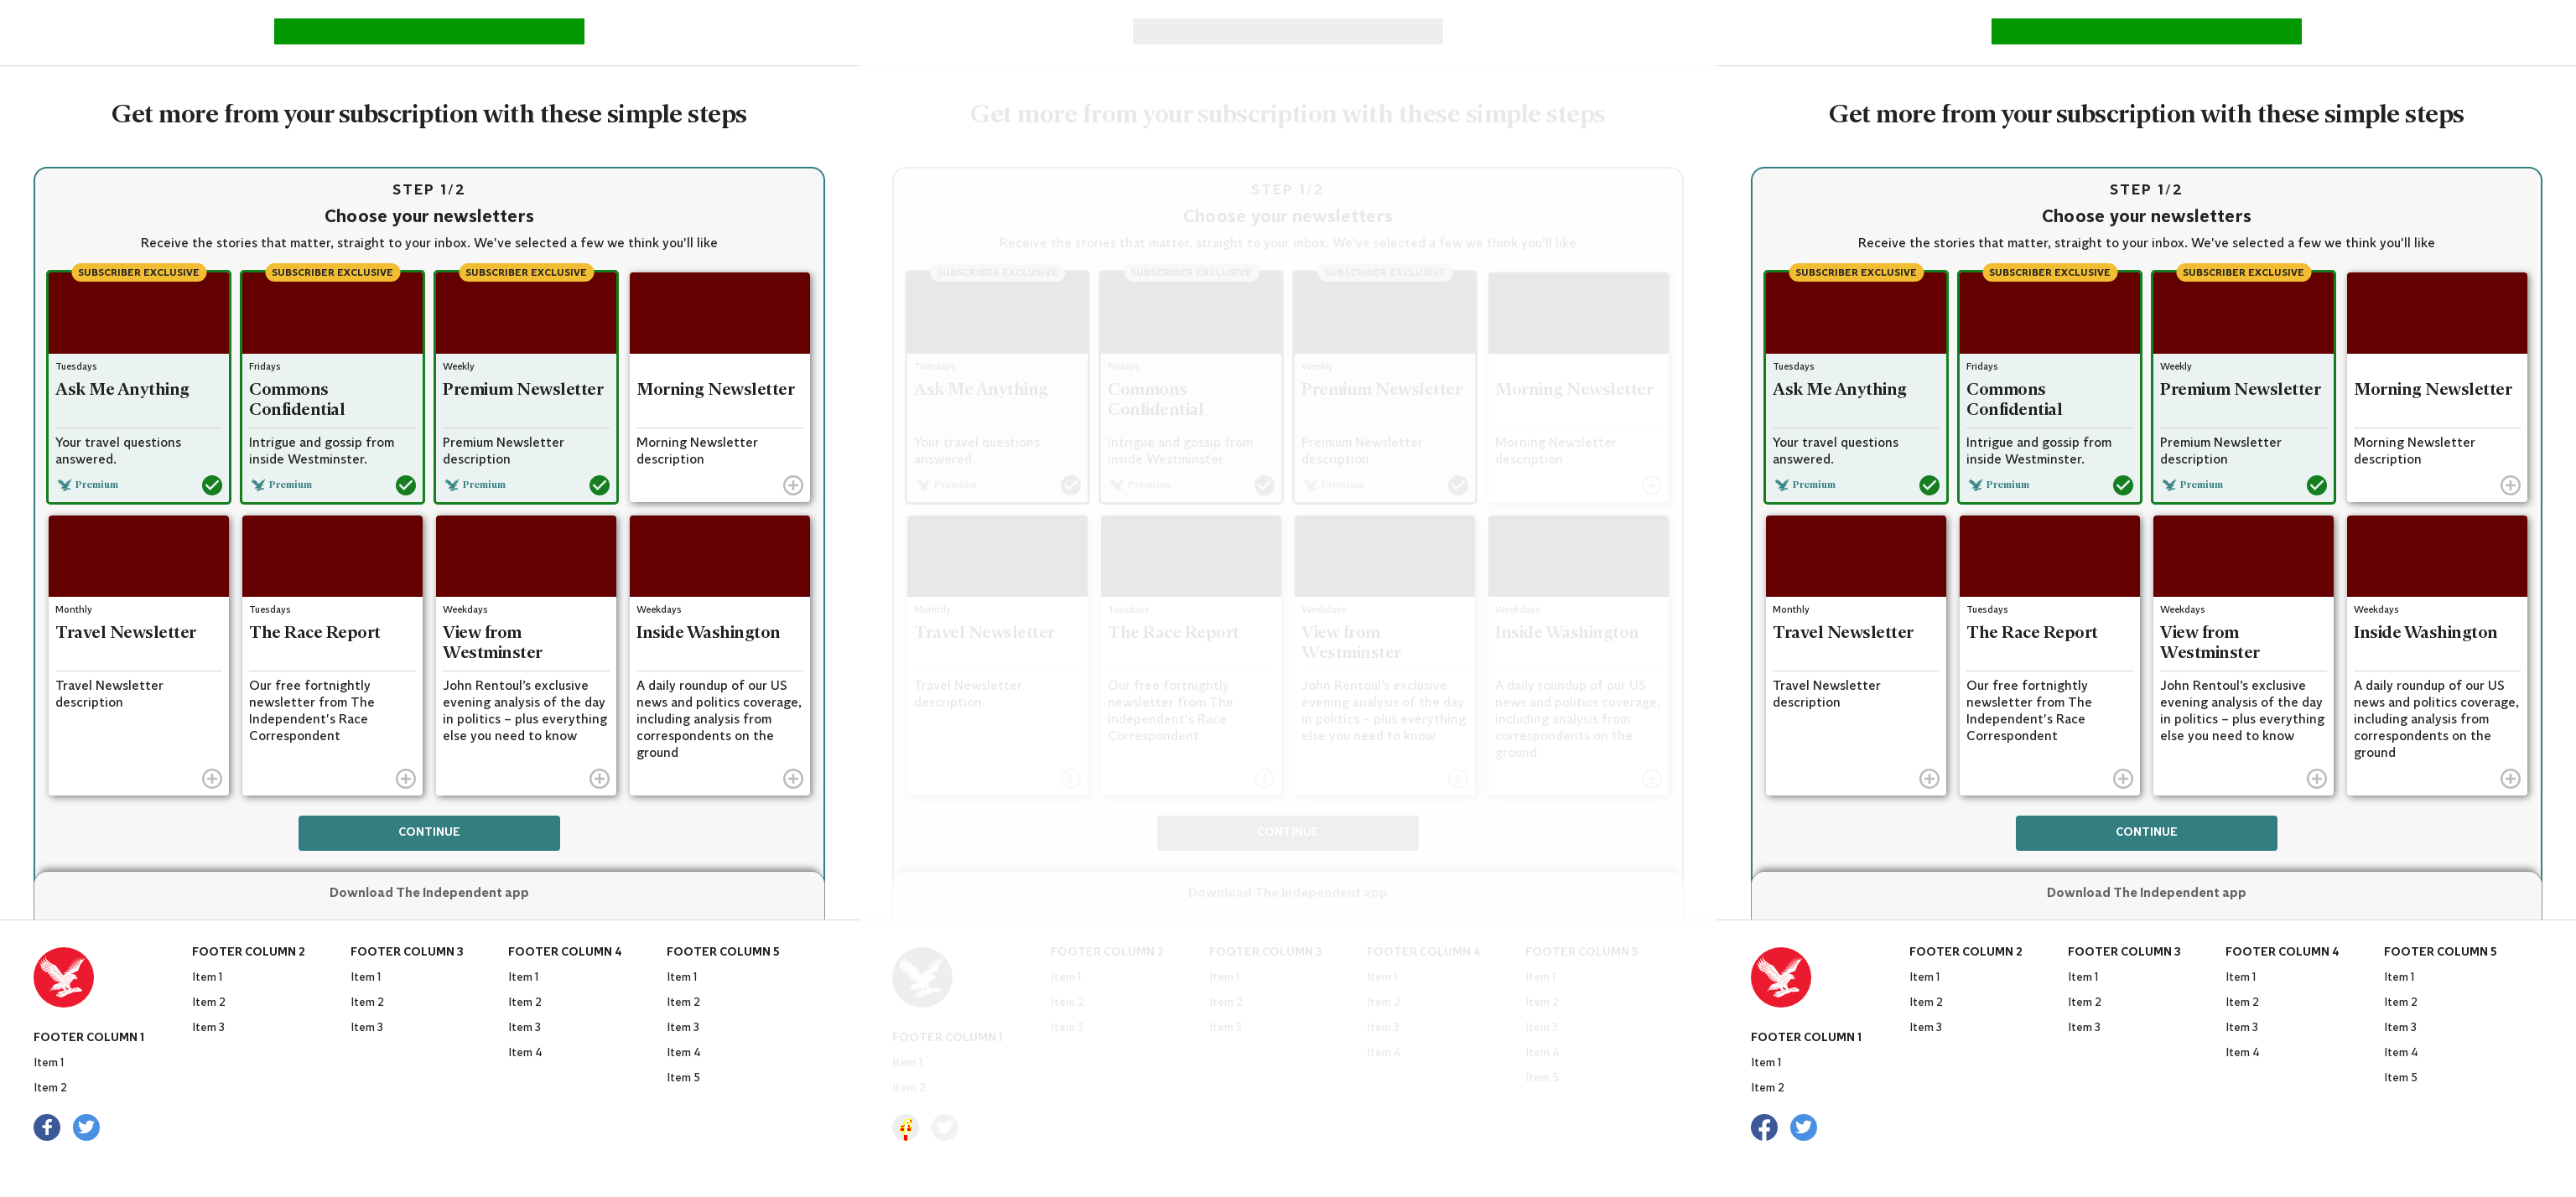 Get more from your subscription with these simple steps
STEP 1/2
Choose your newsletters
Receive the stories that matter, straight to your inbox. We've selected a few we think you'll like
SUBSCRIBER EXCLUSIVE
SUBSCRIBER EXCLUSIVE
SUBSCRIBER EXCLUSIVE
Tuesdays
Ask Me Anything
Your travel questions
answered.
Premium
Fridays
Commons
Confidential
Intrigue and gossip from
inside Westminster.
Premium
Weekly
Premium Newsletter
Premium Newsletter
description
Premium
Morning Newsletter
Morning Newsletter
description
Monthly
Travel Newsletter
Travel Newsletter
description
Tuesdays
The Race Report
Our free fortnightly
newsletter from The
Independent's Race
Correspondent
Weekdays
View from
Westminster
John Rentoul’s exclusive
evening analysis of the day
in politics – plus everything
else you need to know
Weekdays
Inside Washington
A daily roundup of our US
news and politics coverage,
including analysis from
correspondents on the
ground
CONTINUE
Download The Independent app
FOOTER COLUMN 1
Item 1
Item 2
FOOTER COLUMN 2
Item 1
Item 2
Item 3
FOOTER COLUMN 3
Item 1
Item 2
Item 3
FOOTER COLUMN 4
Item 1
Item 2
Item 3
Item 4
FOOTER COLUMN 5
Item 1
Item 2
Item 3
Item 4
Item 5
Get more from your subscription with these simple steps
STEP 1/2
Choose your newsletters
Receive the stories that matter, straight to your inbox. We've selected a few we think you'll like
SUBSCRIBER EXCLUSIVE
SUBSCRIBER EXCLUSIVE
SUBSCRIBER EXCLUSIVE
Tuesdays
Ask Me Anything
Your travel questions
answered.
Premium
Fridays
Commons
Confidential
Intrigue and gossip from
inside Westminster.
Premium
Weekly
Premium Newsletter
Premium Newsletter
description
Premium
Morning Newsletter
Morning Newsletter
description
Monthly
Travel Newsletter
Travel Newsletter
description
Tuesdays
The Race Report
Our free fortnightly
newsletter from The
Independent's Race
Correspondent
Weekdays
View from
Westminster
John Rentoul’s exclusive
evening analysis of the day
in politics – plus everything
else you need to know
Weekdays
Inside Washington
A daily roundup of our US
news and politics coverage,
including analysis from
correspondents on the
ground
CONTINUE
Download The Independent app
FOOTER COLUMN 1
Item 1
Item 2
FOOTER COLUMN 2
Item 1
Item 2
Item 3
FOOTER COLUMN 3
Item 1
Item 2
Item 3
FOOTER COLUMN 4
Item 1
Item 2
Item 3
Item 4
FOOTER COLUMN 5
Item 1
Item 2
Item 3
Item 4
Item 5
Get more from your subscription with these simple steps
STEP 1/2
Choose your newsletters
Receive the stories that matter, straight to your inbox. We've selected a few we think you'll like
SUBSCRIBER EXCLUSIVE
SUBSCRIBER EXCLUSIVE
SUBSCRIBER EXCLUSIVE
Tuesdays
Ask Me Anything
Your travel questions
answered.
Premium
Fridays
Commons
Confidential
Intrigue and gossip from
inside Westminster.
Premium
Weekly
Premium Newsletter
Premium Newsletter
description
Premium
Morning Newsletter
Morning Newsletter
description
Monthly
Travel Newsletter
Travel Newsletter
description
Tuesdays
The Race Report
Our free fortnightly
newsletter from The
Independent's Race
Correspondent
Weekdays
View from
Westminster
John Rentoul’s exclusive
evening analysis of the day
in politics – plus everything
else you need to know
Weekdays
Inside Washington
A daily roundup of our US
news and politics coverage,
including analysis from
correspondents on the
ground
CONTINUE
Download The Independent app
FOOTER COLUMN 1
Item 1
Item 2
FOOTER COLUMN 2
Item 1
Item 2
Item 3
FOOTER COLUMN 3
Item 1
Item 2
Item 3
FOOTER COLUMN 4
Item 1
Item 2
Item 3
Item 4
FOOTER COLUMN 5
Item 1
Item 2
Item 3
Item 4
Item 5